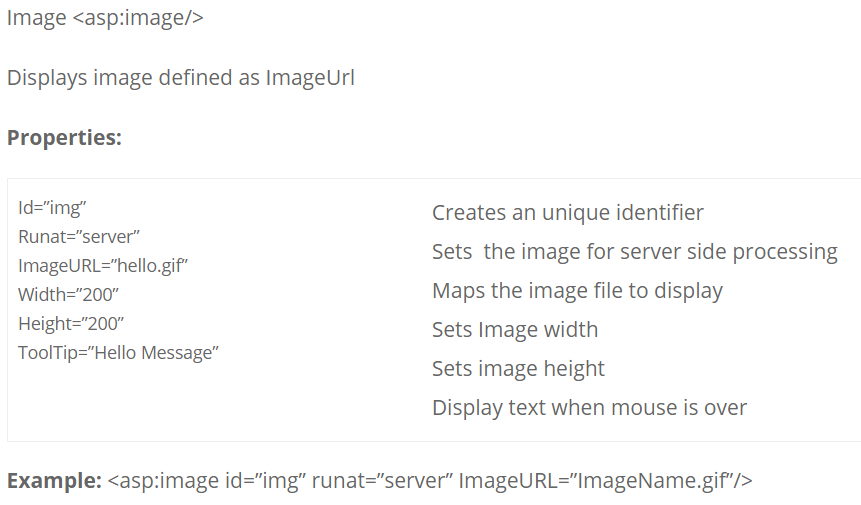 Image <asp:image/>
Displays image defined as ImageUrl
Properties:
Id=”img”
Runat=”server”
ImageURL=”hello.gif”
Width=”200”
Height=”200”
ToolTip=”Hello Message”
Creates an unique identifier
Sets  the image for server side processing
Maps the image file to display
Sets Image width
Sets image height
Display text when mouse is over
Example: <asp:image id=”img” runat=”server” ImageURL=”ImageName.gif”/>